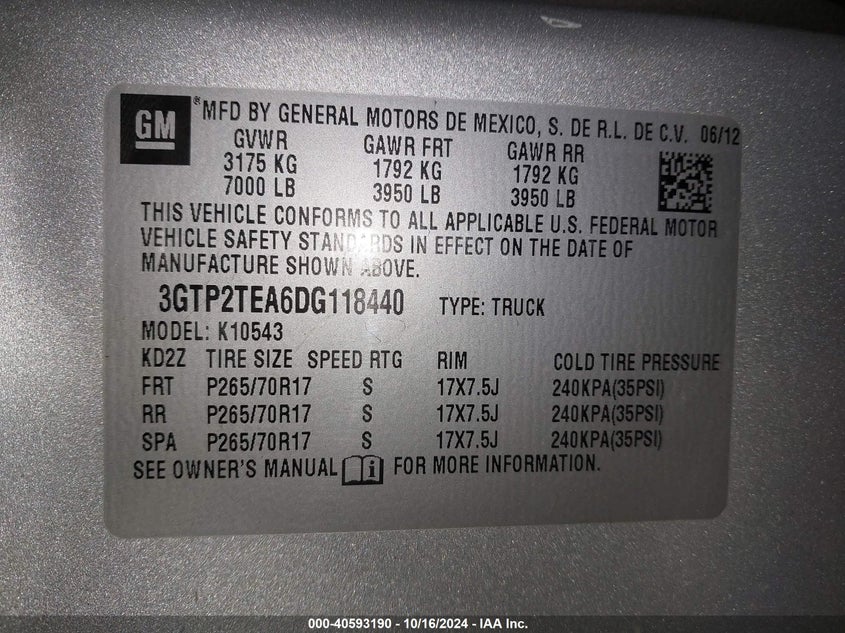 GM
®MFD BY GENERAL MOTORS DE MEXICO, S. DE R.L. DE C.V. 06/12
GVWR GAWR FRT GAWR RR
3175 KG 1792 KG 1792 KG
7000 LB 3950 LB 3950 LB
THIS VEHICLE CONFORMS TO ALL APPLICABLE U.S. FEDERAL MOTOR
VEHICLE SAFETY STANDARDS IN EFFECT ON THE DATE OF
MANUFACTURE SHOWN ABOVE.
3GTP2TEA6DG118440 TYPE: TRUCK
MODEL: K10543
KD2Z TIRE SIZE SPEED RTG RIM COLD TIRE PRESSURE
FRT P265/70R17 S 17X7.5J 240KPA(35PSI)
RR P265/70R17 S 17X7.5J 240KPA(35PSI)
SPA P265/70R17 S 17X7.5J 240KPA(35PSI)
SEE OWNER'S MANUAL i FOR MORE INFORMATION.
000-40593190 - 10/16/2024 - IAA Inc.